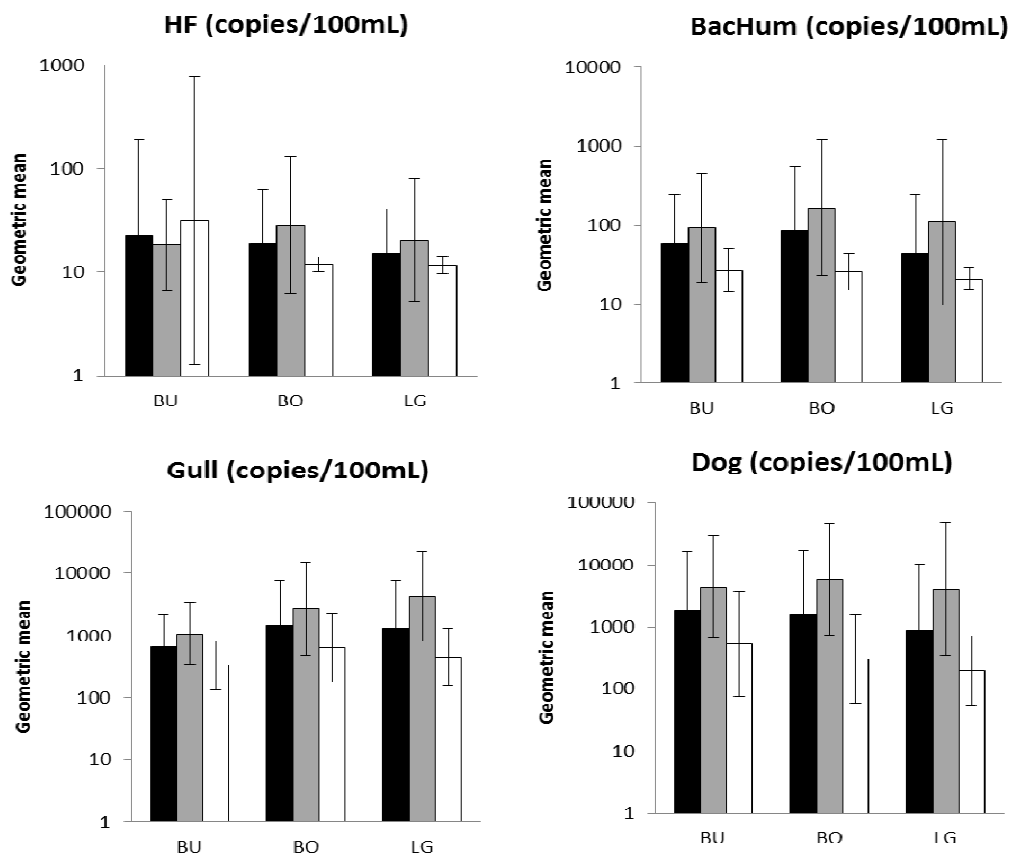 HF (copies/100mL)
Geometric mean
1000
100
10
1
BU BO LG
BacHum (copies/100mL)
Geometric mean
10000
1000
100
10
1
BU BO LG
Gull (copies/100mL)
Geometric mean
100000
10000
1000
100
10
1
BU BO LG
Dog (copies/100mL)
Geometric mean
100000
10000
1000
100
10
1
BU BO LG